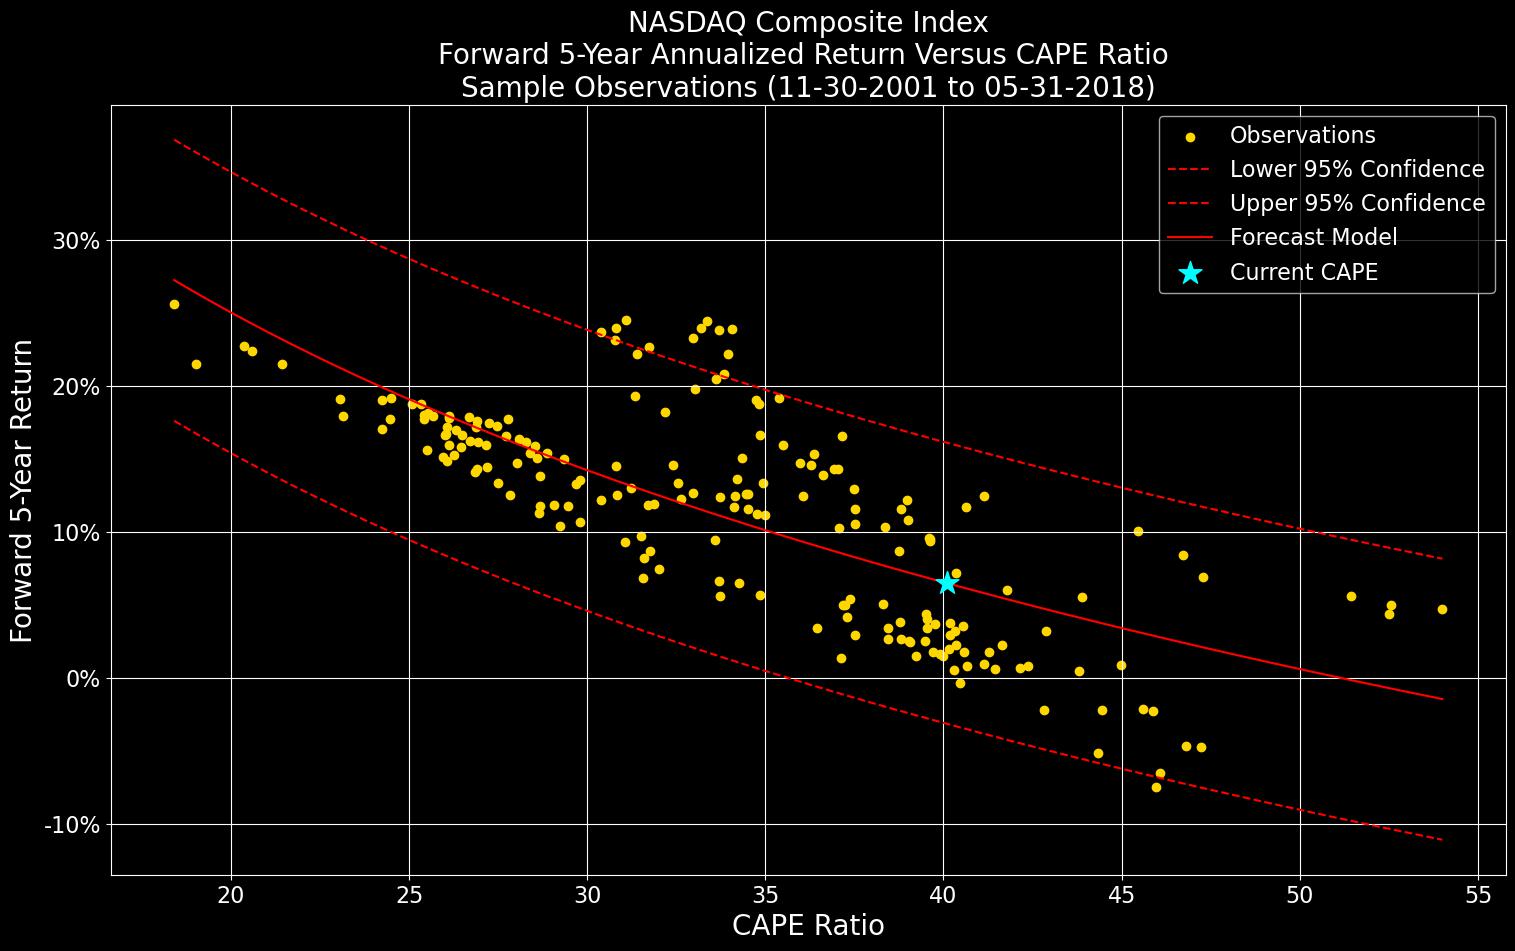 NASDAQ Composite Index
Forward 5-Year Annualized Return Versus CAPE Ratio
Sample Observations (11-30-2001 to 05-31-2018)
Observations
Lower 95% Confidence
Upper 95% Confidence
Forecast Model
Current CAPE
Forward 5-Year Return
30%
20%
10%
0%
-10%
20 25 30 35 40 45 50 55
CAPE Ratio